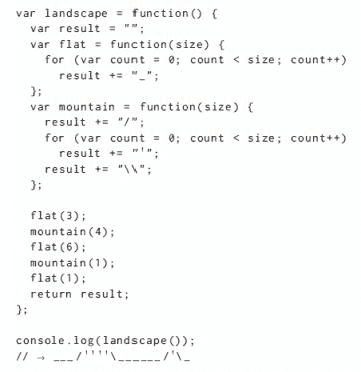 var landscape = function() {
  var result = "";
  var flat = function(size) {
    for (var count = 0; count < size; count++)
      result += "_";
  };
  var mountain = function(size) {
    result += "/";
    for (var count = 0; count < size; count++)
      result += "'";
    result += "\\";
  };

  flat(3);
  mountain(4);
  flat(6);
  mountain(1);
  flat(1);
  return result;
};

console.log(landscape());
// → ___/''''\______/'\_